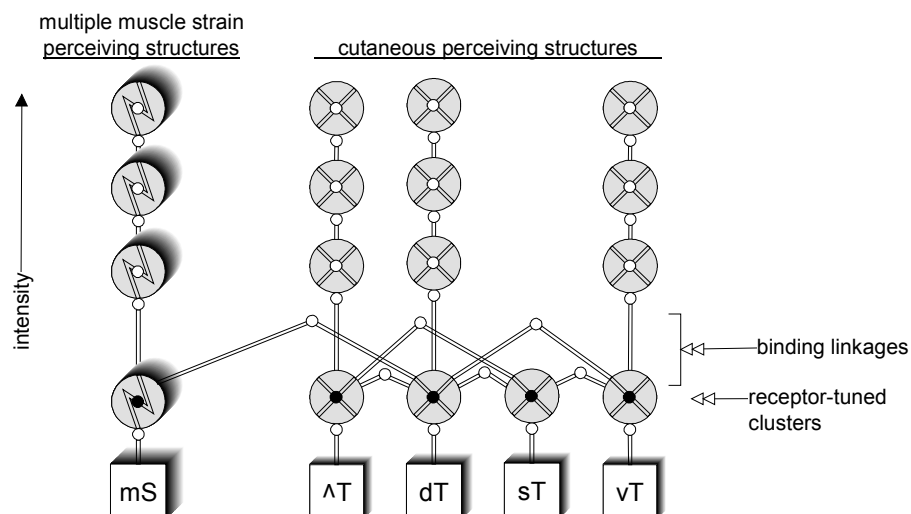 multiple muscle strain
perceiving structures
cutaneous perceiving structures
intensity
binding linkages
receptor-tuned
clusters
mS
^T
dT
sT
vT